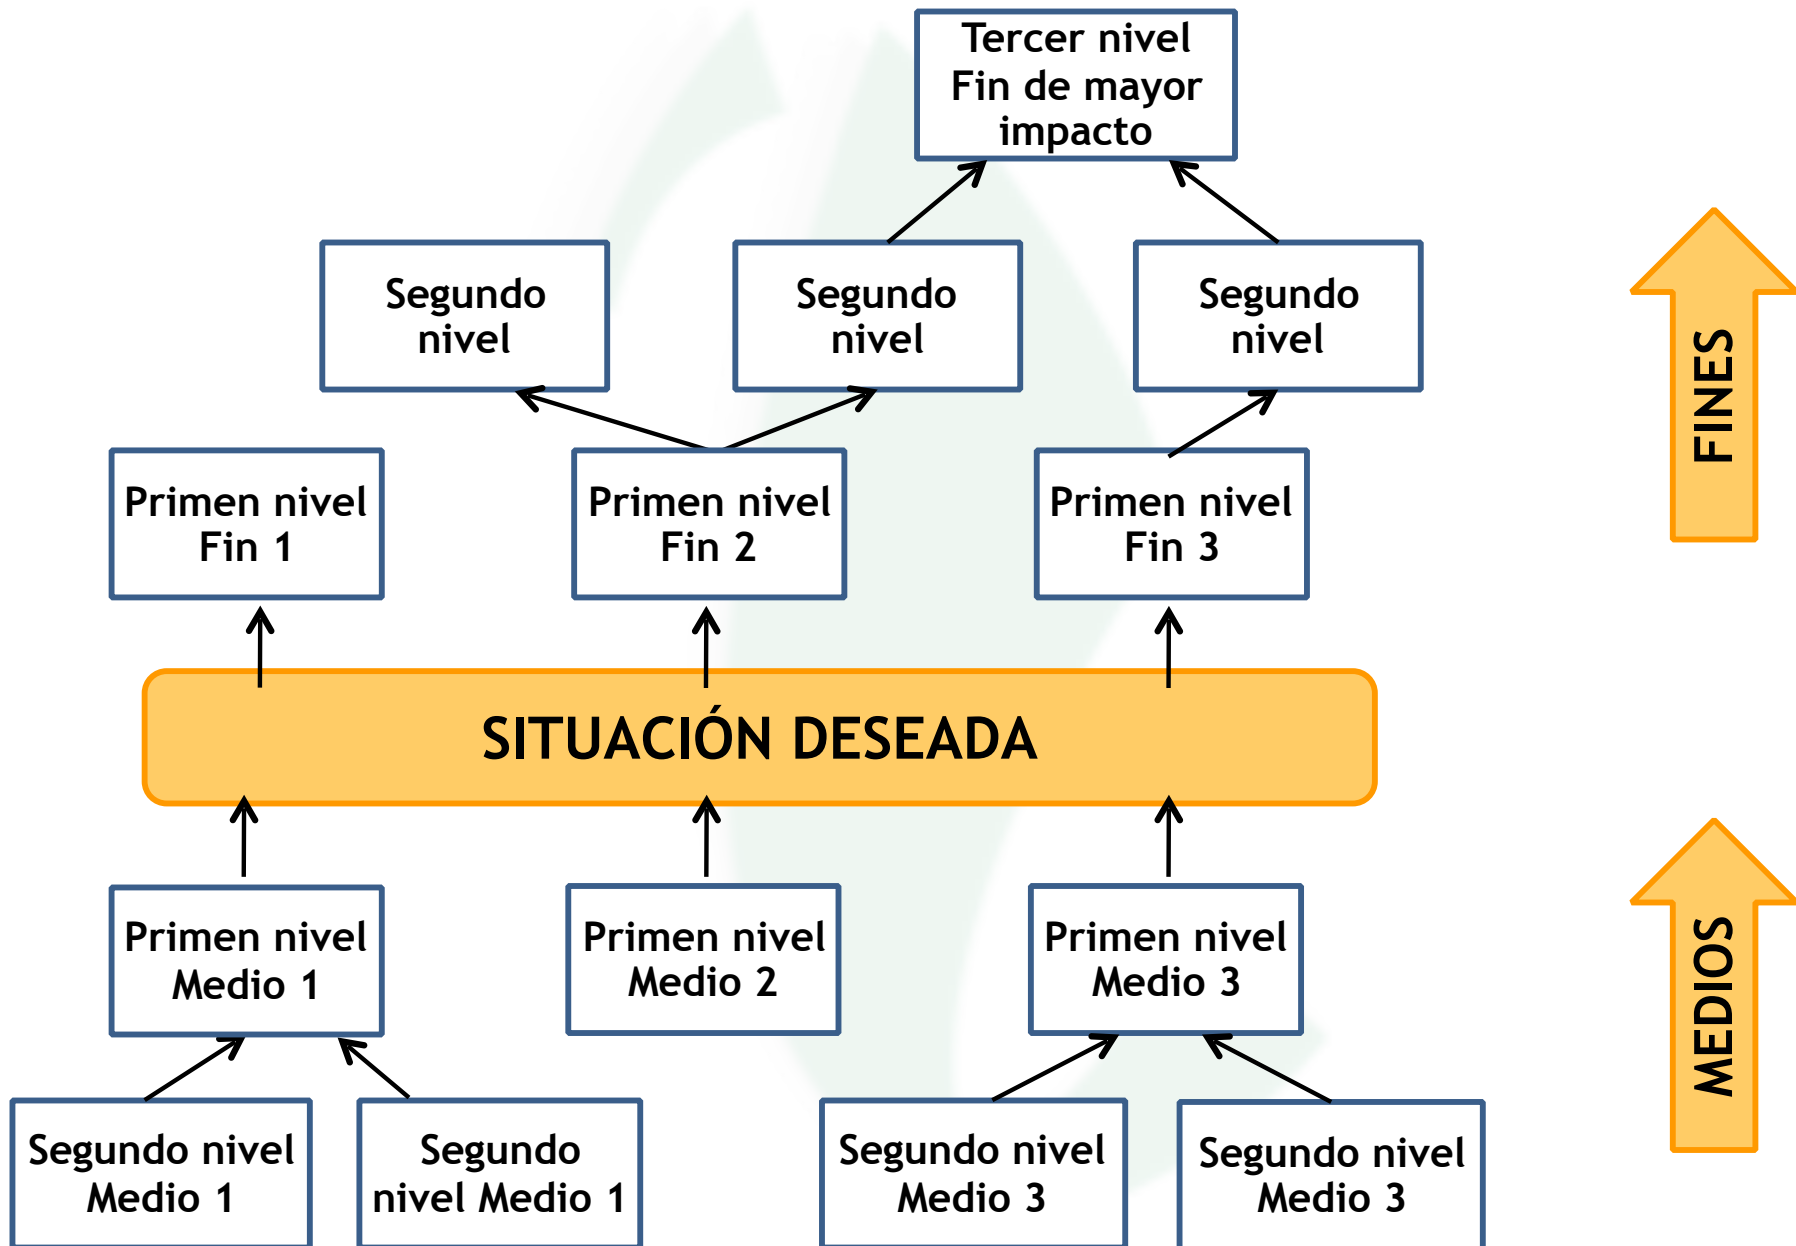 Tercer nivel
Fin de mayor
impacto
Segundo
nivel
Segundo
nivel
Segundo
nivel
FINES
Primen nivel
Fin 1
Primen nivel
Fin 2
Primen nivel
Fin 3
SITUACIÓN DESEADA
Primen nivel
Medio 1
Primen nivel
Medio 2
Primen nivel
Medio 3
MEDIOS
Segundo nivel
Medio 1
Segundo
nivel Medio 1
Segundo nivel
Medio 3
Segundo nivel
Medio 3